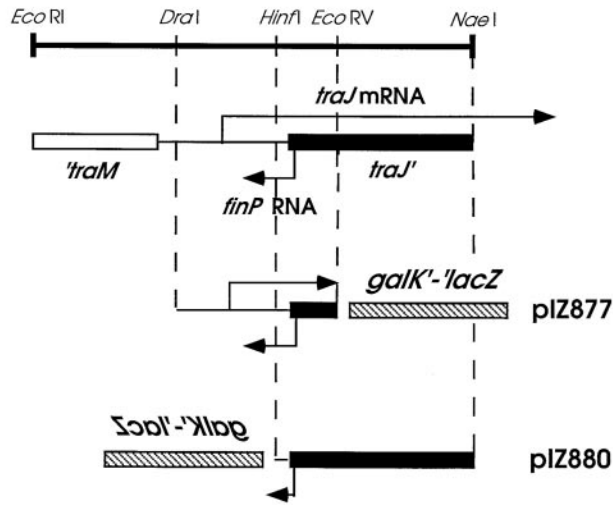 EcoRI DraI HinfI EcoRV NaeI
traJ mRNA
'traM traJ'
finP RNA
galK'-'lacZ
pIZ877
galK'-'lacZ
pIZ880